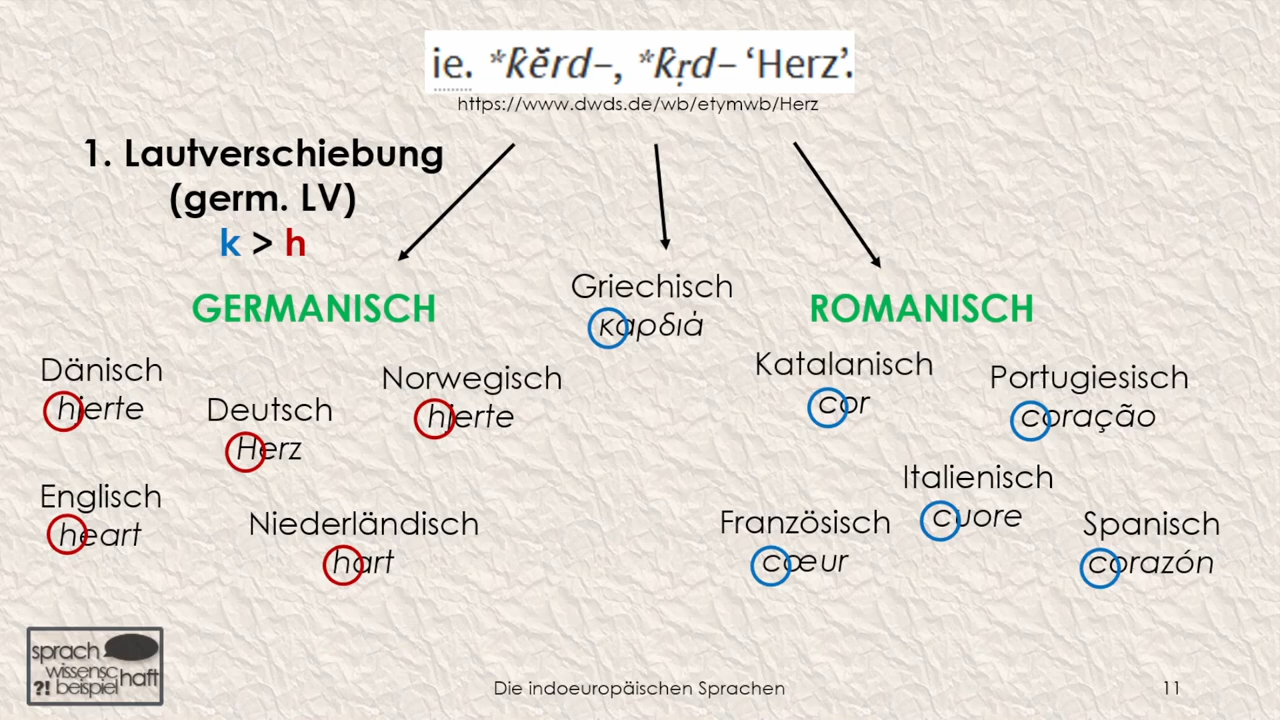 ie. *k̑ĕrd–, *k̑r̥d– ‘Herz’.
https://www.dwds.de/wb/etymwb/Herz
1. Lautverschiebung
(germ. LV)
k > h
GERMANISCH
Griechisch
καρδιά
ROMANISCH
Dänisch
hjerte
Deutsch
Herz
Norwegisch
hjerte
Englisch
heart
Niederländisch
hart
Katalanisch
cor
Portugiesisch
coração
Italienisch
cuore
Französisch
cœur
Spanisch
corazón
sprach
wissensc
haft
?! beispiel
Die indoeuropäischen Sprachen
11